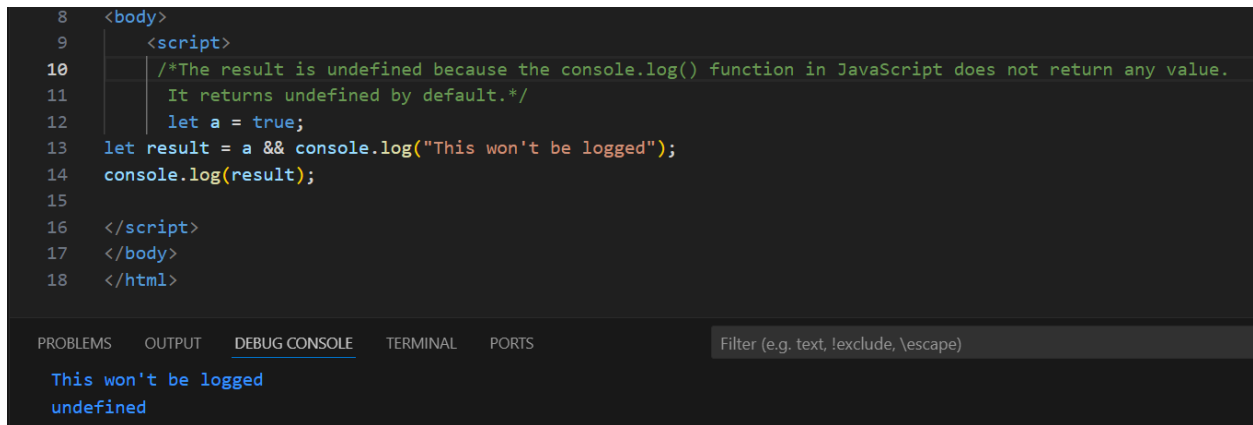 8 <body>
9 <script>
10 /*The result is undefined because the console.log() function in JavaScript does not return any value.
11 It returns undefined by default.*/
12 let a = true;
13 let result = a && console.log("This won't be logged");
14 console.log(result);
15
16 </script>
17 </body>
18 </html>
PROBLEMS OUTPUT DEBUG CONSOLE TERMINAL PORTS Filter (e.g. text, !exclude, \escape)
This won't be logged
undefined